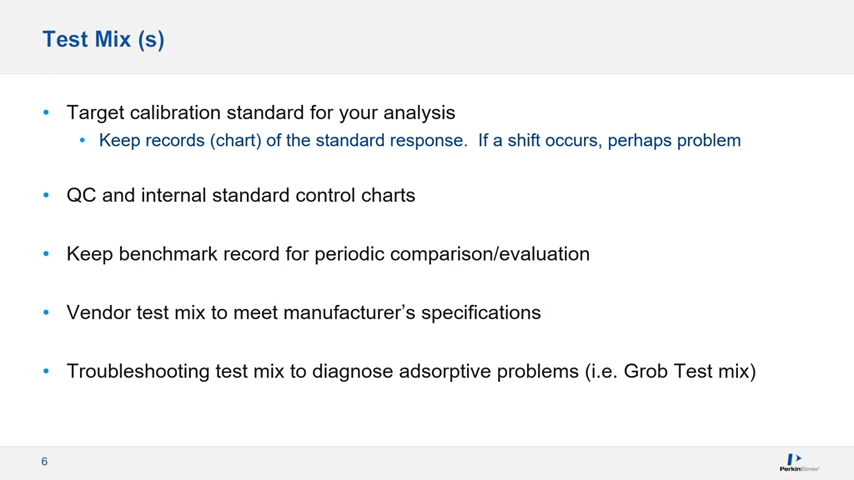 Test Mix (s)
• Target calibration standard for your analysis
• Keep records (chart) of the standard response.  If a shift occurs, perhaps problem
• QC and internal standard control charts
• Keep benchmark record for periodic comparison/evaluation
• Vendor test mix to meet manufacturer’s specifications
• Troubleshooting test mix to diagnose adsorptive problems (i.e. Grob Test mix)
6
PerkinElmer